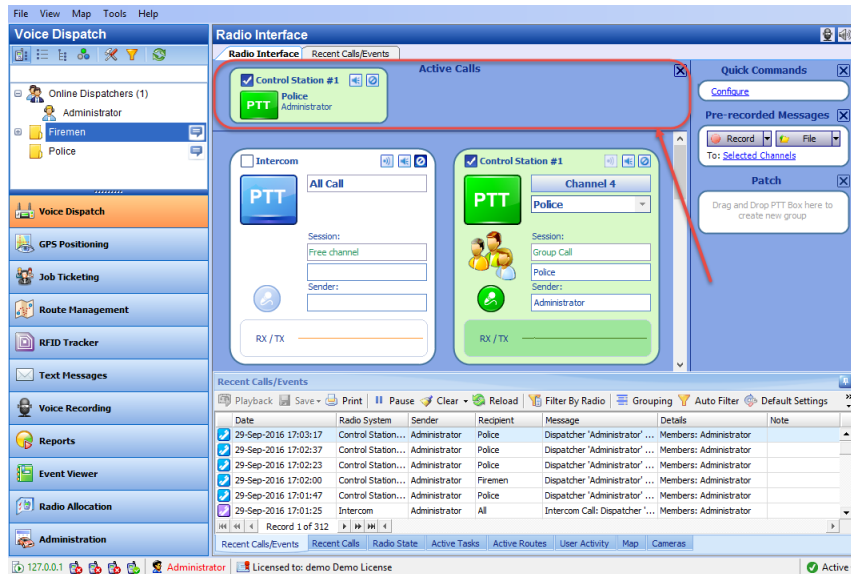 File View Map Tools Help
Voice Dispatch
Radio Interface
Radio Interface Recent Calls/Events
Online Dispatchers (1)
Administrator
Firemen
Police
Active Calls
Control Station #1
PTT
Police
Administrator
Quick Commands
Configure
Pre-recorded Messages
Record File
To: Selected Channels
Patch
Drag and Drop PTT Box here to
create new group
Intercom
PTT
All Call
Session:
Free channel
Sender:
RX / TX
Control Station #1
PTT
Channel 4
Police
Session:
Group Call
Police
Sender:
Administrator
RX / TX
Voice Dispatch
GPS Positioning
Job Ticketing
Route Management
RFID Tracker
Text Messages
Voice Recording
Reports
Event Viewer
Radio Allocation
Administration
Recent Calls/Events
Playback Save Print Pause Clear Reload Filter By Radio Grouping Auto Filter Default Settings
Date Radio System Sender Recipient Message Details Note
29-Sep-2016 17:03:17 Control Station... Administrator Police Dispatcher 'Administrator' ... Members: Administrator
29-Sep-2016 17:02:37 Control Station... Administrator Police Dispatcher 'Administrator' ... Members: Administrator
29-Sep-2016 17:02:23 Control Station... Administrator Police Dispatcher 'Administrator' ... Members: Administrator
29-Sep-2016 17:02:00 Control Station... Administrator Firemen Dispatcher 'Administrator' ... Members: Administrator
29-Sep-2016 17:01:47 Control Station... Administrator Police Dispatcher 'Administrator' ... Members: Administrator
29-Sep-2016 17:01:25 Intercom Administrator All Intercom Call: Dispatcher '... Members: Administrator
Record 1 of 312
Recent Calls/Events Recent Calls Radio State Active Tasks Active Routes User Activity Map Cameras
127.0.0.1 Administrator Licensed to: demo Demo License Active